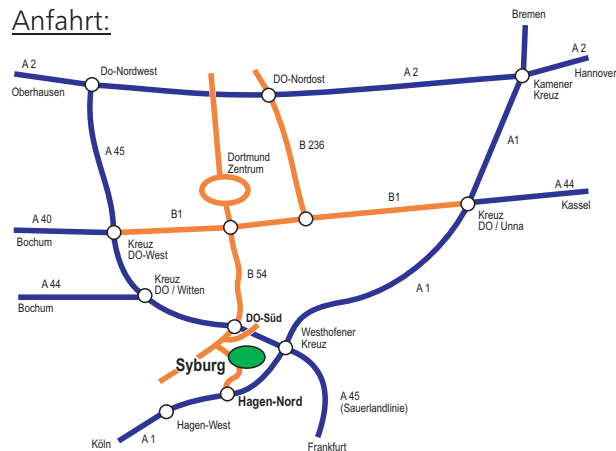 Anfahrt:
Bremen
A 2
Do-Nordwest
DO-Nordost
A 2
A 2
Oberhausen
Hannover
Kamener
Kreuz
A 45
B 236
A1
Dortmund
Zentrum
A 40
B1
B1
A 44
Bochum
Kassel
Kreuz
DO-West
Kreuz
DO / Unna
A 44
Kreuz
DO / Witten
B 54
A 1
Bochum
DO-Süd
Westhofener
Kreuz
Syburg
A 45
(Sauerlandlinie)
Hagen-Nord
Hagen-West
Köln
A 1
Frankfurt